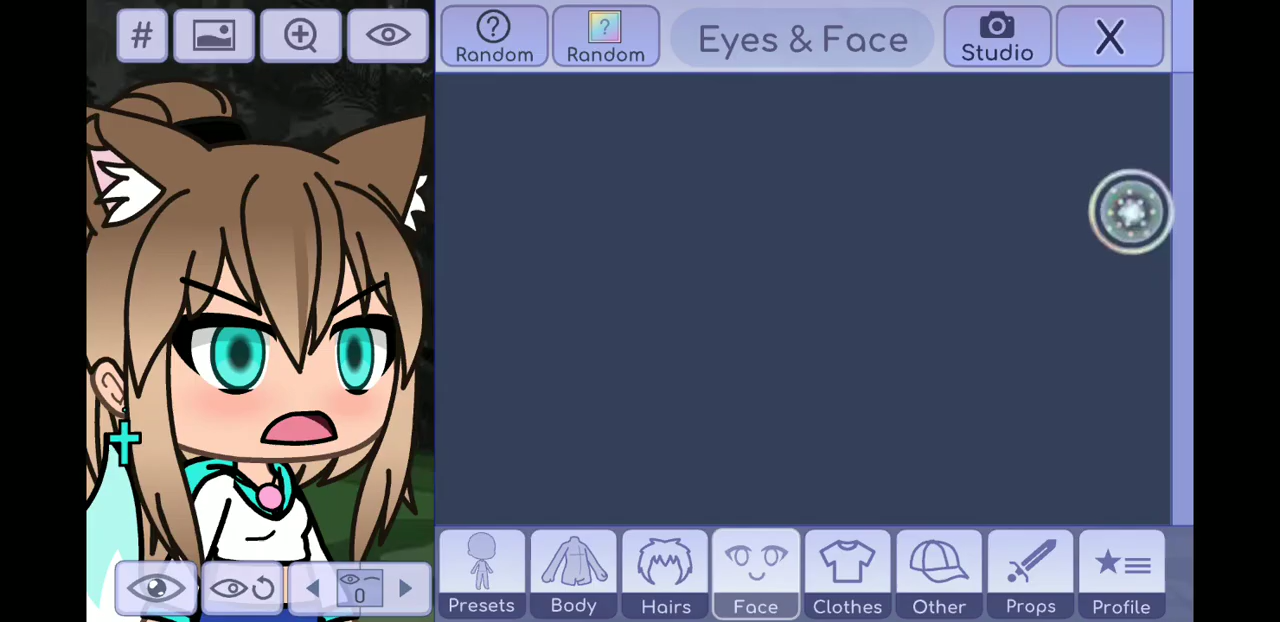 #
? Random
? Random
Eyes & Face
Studio
X
0
Presets
Body
Hairs
Face
Clothes
Other
Props
Profile